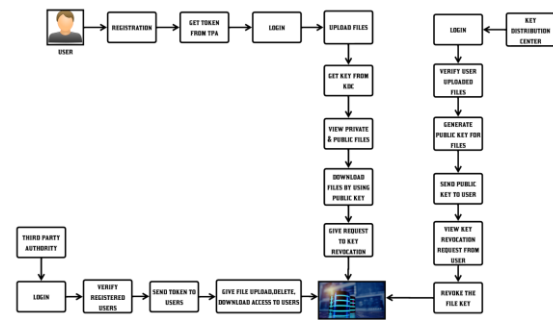 USER
REGISTRATION
GET TOKEN
FROM TPA
LOGIN
UPLOAD FILES
GET KEY FROM
KDC
VIEW PRIVATE
& PUBLIC FILES
DOWNLOAD
FILES BY USING
PUBLIC KEY
GIVE REQUEST
TO KEY
REVOCATION
LOGIN
KEY
DISTRIBUTION
CENTER
VERIFY USER
UPLOADED
FILES
GENERATE
PUBLIC KEY FOR
FILES
SEND PUBLIC
KEY TO USER
VIEW KEY
REVOCATION
REQUEST FROM
USER
REVOKE THE
FILE KEY
THIRD PARTY
AUTHORITY
LOGIN
VERIFY
REGISTERED
USERS
SEND TOKEN TO
USERS
GIVE FILE UPLOAD,DELETE,
DOWNLOAD ACCESS TO USERS